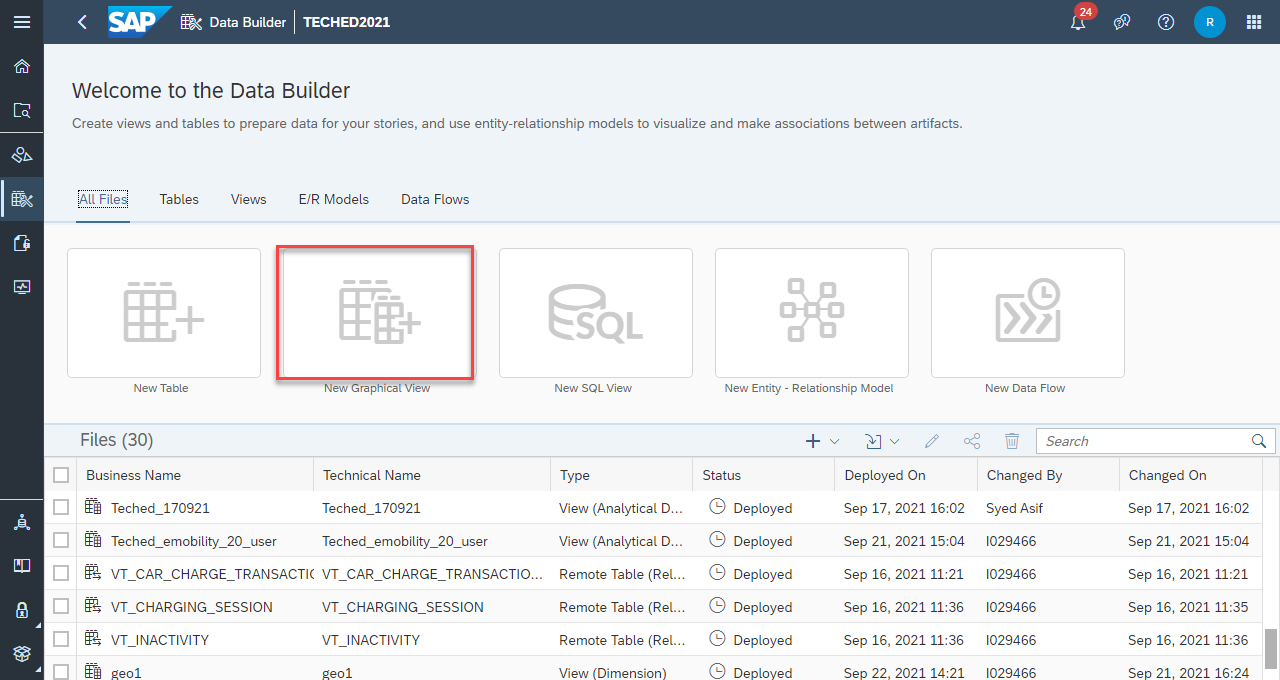 SAP Data Builder TECHED2021 24 R
Welcome to the Data Builder
Create views and tables to prepare data for your stories, and use entity-relationship models to visualize and make associations between artifacts.
All Files Tables Views E/R Models Data Flows
SQL
New Table New Graphical View New SQL View New Entity - Relationship Model New Data Flow
Files (30) Search
Business Name Technical Name Type Status Deployed On Changed By Changed On
Teched_170921 Teched_170921 View (Analytical D... Deployed Sep 17, 2021 16:02 Syed Asif Sep 17, 2021 16:02
Teched_emobility_20_user Teched_emobility_20_user View (Analytical D... Deployed Sep 21, 2021 15:04 I029466 Sep 21, 2021 15:04
VT_CAR_CHARGE_TRANSACTIO VT_CAR_CHARGE_TRANSACTIO... Remote Table (Rel... Deployed Sep 16, 2021 11:21 I029466 Sep 16, 2021 11:21
VT_CHARGING_SESSION VT_CHARGING_SESSION Remote Table (Rel... Deployed Sep 16, 2021 11:36 I029466 Sep 16, 2021 11:35
VT_INACTIVITY VT_INACTIVITY Remote Table (Rel... Deployed Sep 16, 2021 11:36 I029466 Sep 16, 2021 11:36
geo1 geo1 View (Dimension) Deployed Sep 22, 2021 14:21 I029466 Sep 21, 2021 16:24